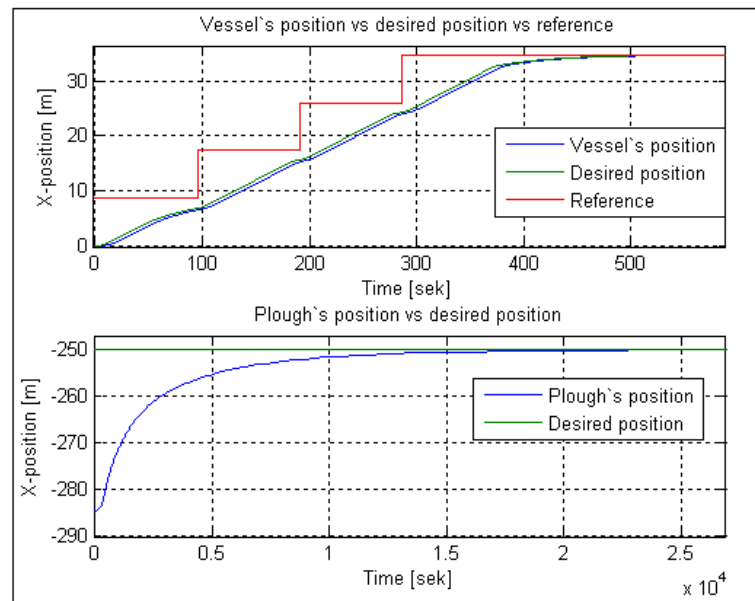 Vessel`s position vs desired position vs reference
X-position [m]
30
20
10
0
0 100 200 300 400 500
Time [sek]
Vessel`s position
Desired position
Reference
Plough`s position vs desired position
X-position [m]
-250
-260
-270
-280
-290
0 0.5 1 1.5 2 2.5
Time [sek]
x 10^4
Plough`s position
Desired position